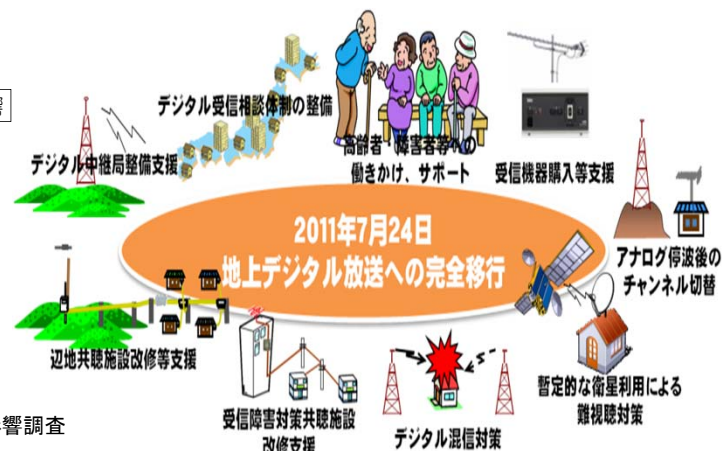 響
デジタル受信相談体制の整備
デジタル中継局整備支援
高齢者・障害者等への
働きかけ、サポート
受信機器購入等支援
2011年7月24日
地上デジタル放送への完全移行
アナログ停波後の
チャンネル切替
辺地共聴施設改修等支援
受信障害対策共聴施設
改修支援
デジタル混信対策
暫定的な衛星利用による
難視聴対策
響調査